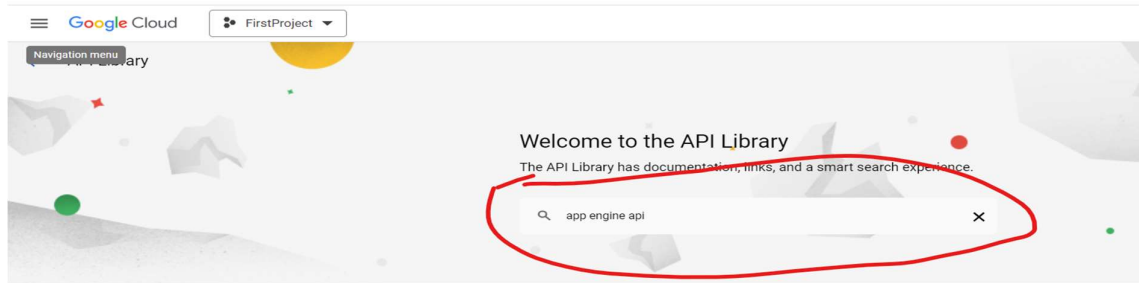 Google Cloud
FirstProject
Navigation menu
API Library
Welcome to the API Library
The API Library has documentation, links, and a smart search experience.
app engine api